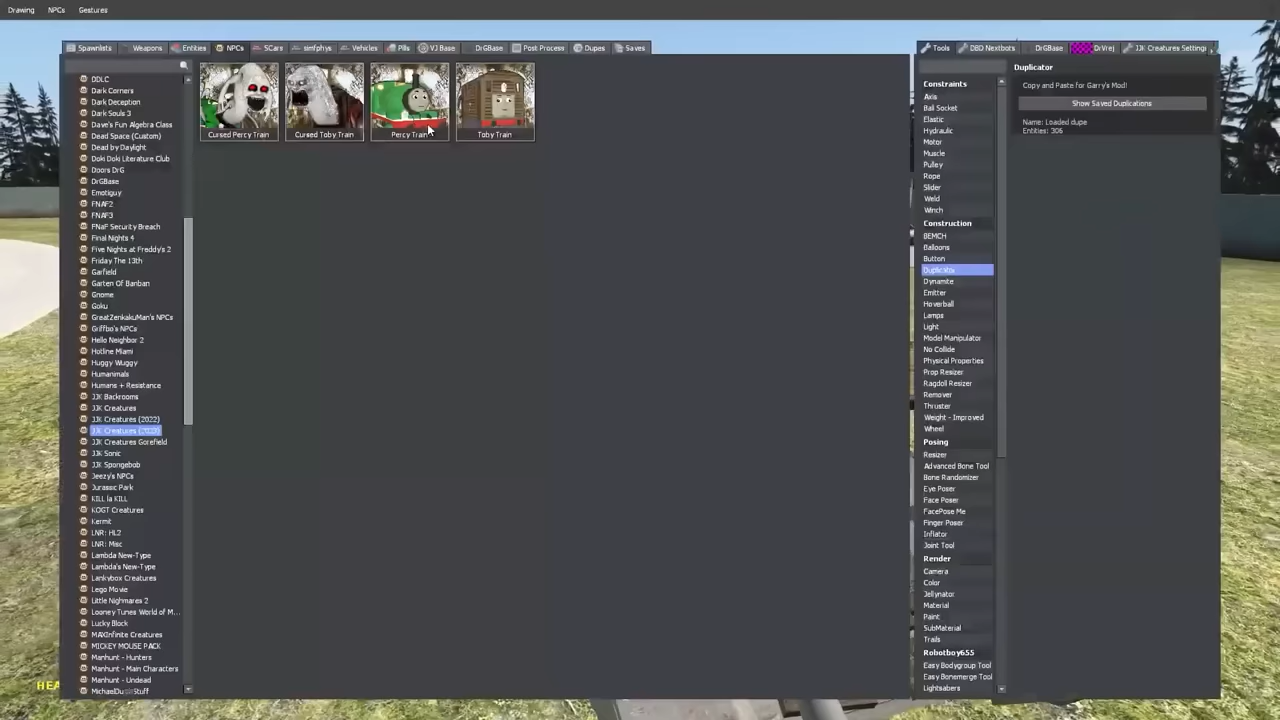 Drawing NPCs Gestures
Spawnlists Weapons Entities NPCs SCars simfphys Vehicles Pills VJ Base DrGBase Post Process Dupes Saves
Tools DBD Nextbots DrGBase DrVrej JJK Creatures Settings
DDLC
Dark Corners
Dark Deception
Dark Souls 3
Dave's Fun Algebra Class
Dead Space (Custom)
Dead by Daylight
Doki Doki Literature Club
Doors DrG
DrGBase
Emotiguy
FNAF2
FNAF3
FNaF Security Breach
Final Nights 4
Five Nights at Freddy's 2
Friday The 13th
Garfield
Garten Of Banban
Gnome
Goku
GreatZenkakuMan's NPCs
Griffbo's NPCs
Hello Neighbor 2
Hotline Miami
Huggy Wuggy
Humanimals
Humans + Resistance
JJK Backrooms
JJK Creatures
JJK Creatures (2022)
JJK Creatures (2023)
JJK Creatures Gorefield
JJK Sonic
JJK Spongebob
Jeezy's NPCs
Jurassic Park
KILL la KILL
KOGT Creatures
Kermit
LNR: HL2
LNR: Misc
Lambda New-Type
Lambda's New-Type
Lankybox Creatures
Lego Movie
Little Nighmares 2
Looney Tunes World of M...
Lucky Block
MAXInfinite Creatures
MICKEY MOUSE PACK
Manhunt - Hunters
Manhunt - Main Characters
Manhunt - Undead
Cursed Percy Train
Cursed Toby Train
Percy Train
Toby Train
Constraints
Axis
Ball Socket
Elastic
Hydraulic
Motor
Muscle
Pulley
Rope
Slider
Weld
Winch
Construction
BEMCH
Balloons
Button
Duplicator
Dynamite
Emitter
Hoverball
Lamps
Light
Model Manipulator
No Collide
Physical Properties
Prop Resizer
Ragdoll Resizer
Remover
Thruster
Weight - Improved
Wheel
Posing
Resizer
Advanced Bone Tool
Bone Randomizer
Eye Poser
Face Poser
FacePose Me
Finger Poser
Inflator
Joint Tool
Render
Camera
Color
Jellynator
Material
Paint
SubMaterial
Trails
Robotboy655
Easy Bodygroup Tool
Easy Bonemerge Tool
Lightsabers
Duplicator
Copy and Paste for Garry's Mod!
Show Saved Duplications
Name: Loaded dupe
Entities: 306
HEA